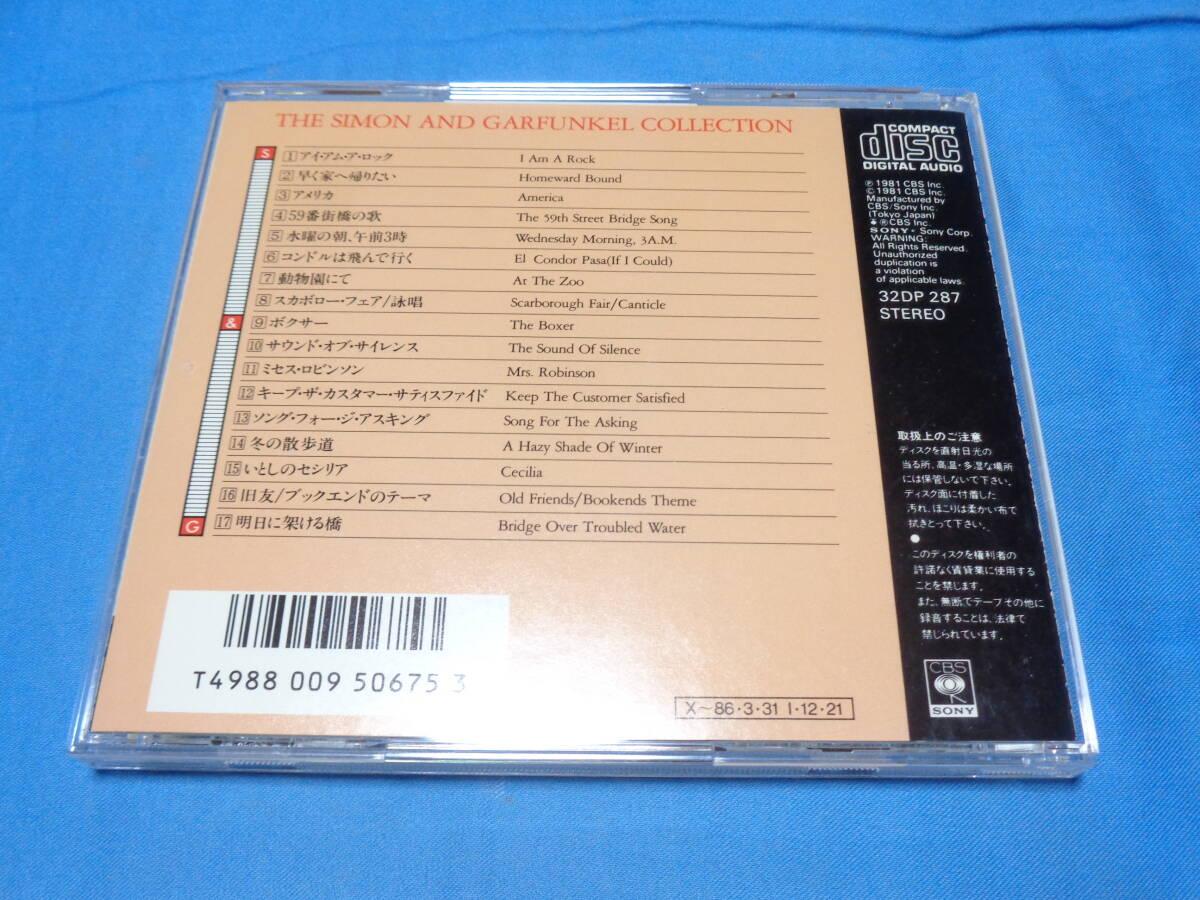 THE SIMON AND GARFUNKEL COLLECTION
S
1 アイ・アム・ア・ロック I Am A Rock
2 早く家へ帰りたい Homeward Bound
3 アメリカ America
4 59番街橋の歌 The 59th Street Bridge Song
5 水曜の朝、午前3時 Wednesday Morning, 3A.M.
6 コンドルは飛んで行く El Condor Pasa(If I Could)
7 動物園にて At The Zoo
8 スカボロー・フェア/詠唱 Scarborough Fair/Canticle
&
9 ボクサー The Boxer
10 サウンド・オブ・サイレンス The Sound Of Silence
11 ミセス・ロビンソン Mrs. Robinson
12 キープ・ザ・カスタマー・サティスファイド Keep The Customer Satisfied
13 ソング・フォー・ジ・アスキング Song For The Asking
14 冬の散歩道 A Hazy Shade Of Winter
15 いとしのセシリア Cecilia
16 旧友/ブックエンドのテーマ Old Friends/Bookends Theme
G
17 明日に架ける橋 Bridge Over Troubled Water
T4988 009 50675 3
X〜86・3・31 I・12・21
COMPACT
disc
DIGITAL AUDIO
℗ 1981 CBS Inc.
© 1981 CBS Inc.
Manufactured by
CBS/Sony Inc.
(Tokyo Japan)
® CBS Inc.
SONY® Sony Corp.
WARNING:
All Rights Reserved.
Unauthorized
duplication is
a violation
of applicable laws.
32DP 287
STEREO
取扱上のご注意
ディスクを直射日光の
当る所、高温・多湿な場所
には保管しないで下さい。
ディスク面に付着した
汚れ、ほこりは柔かい布で
拭きとって下さい。
●
このディスクを権利者の
許諾なく賃貸業に使用する
ことを禁じます。
また、無断でテープその他に
録音することは、法律で
禁じられています。
CBS
SONY